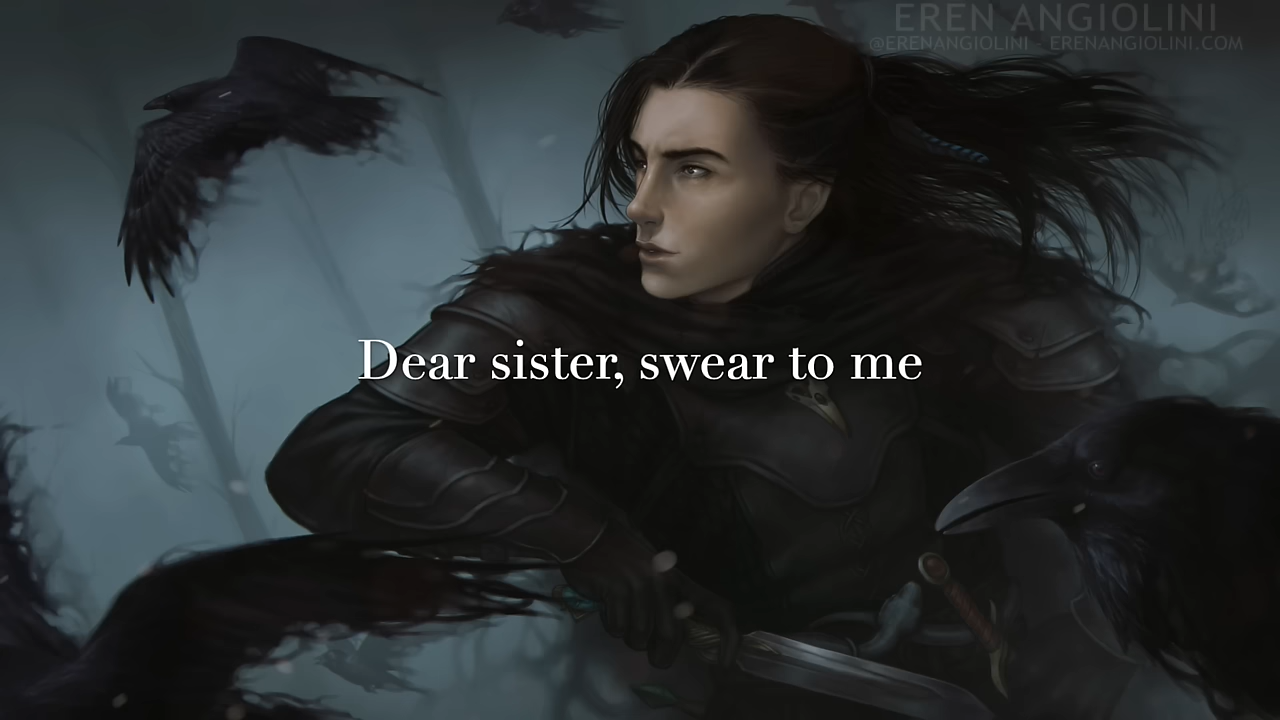 EREN ANGIOLINI
@ERENANGIOLINI - ERENANGIOLINI.COM
Dear sister, swear to me